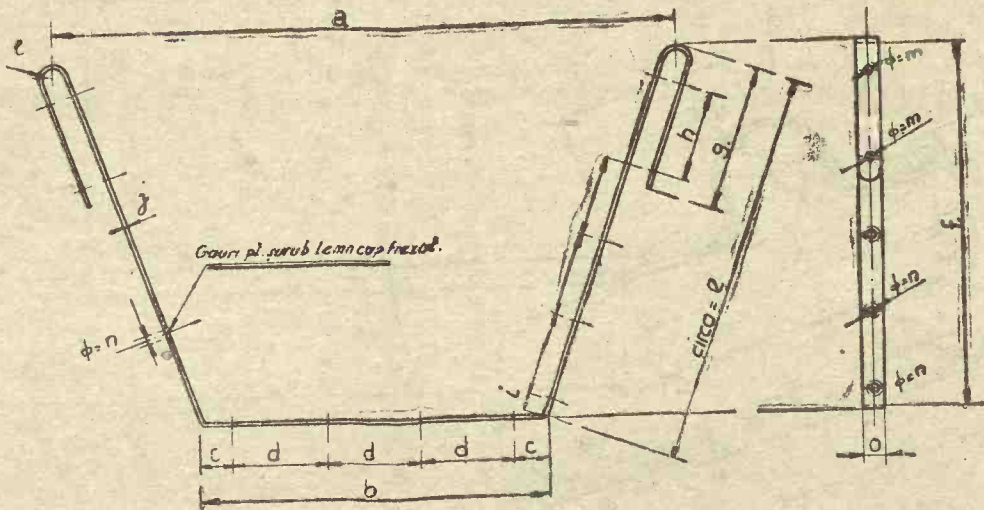 a
l
φ=m
φ=m
h
g
j
f
Gauri pt. surub lemn cap frezat.
circa = e
φ=n
φ=n
i
φ=n
c d d d c
o
b